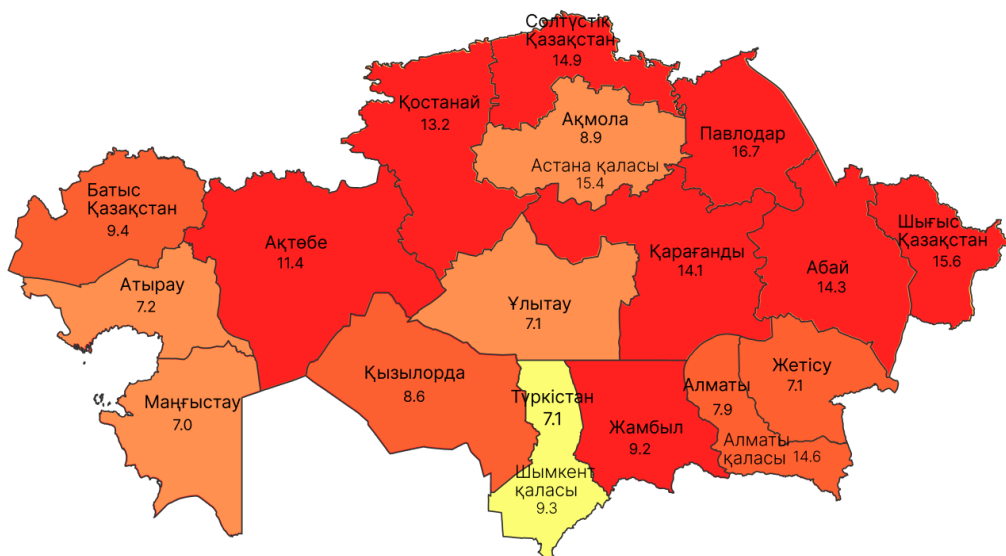 Солтүстік
Қазақстан
14.9
Қостанай
13.2
Ақмола
8.9
Астана қаласы
15.4
Павлодар
16.7
Батыс
Қазақстан
9.4
Ақтөбе
11.4
Атырау
7.2
Маңғыстау
7.0
Ұлытау
7.1
Қарағанды
14.1
Абай
14.3
Шығыс
Қазақстан
15.6
Қызылорда
8.6
Түркістан
7.1
Шымкент
қаласы
9.3
Жамбыл
9.2
Алматы
7.9
Алматы
қаласы 14.6
Жетісу
7.1